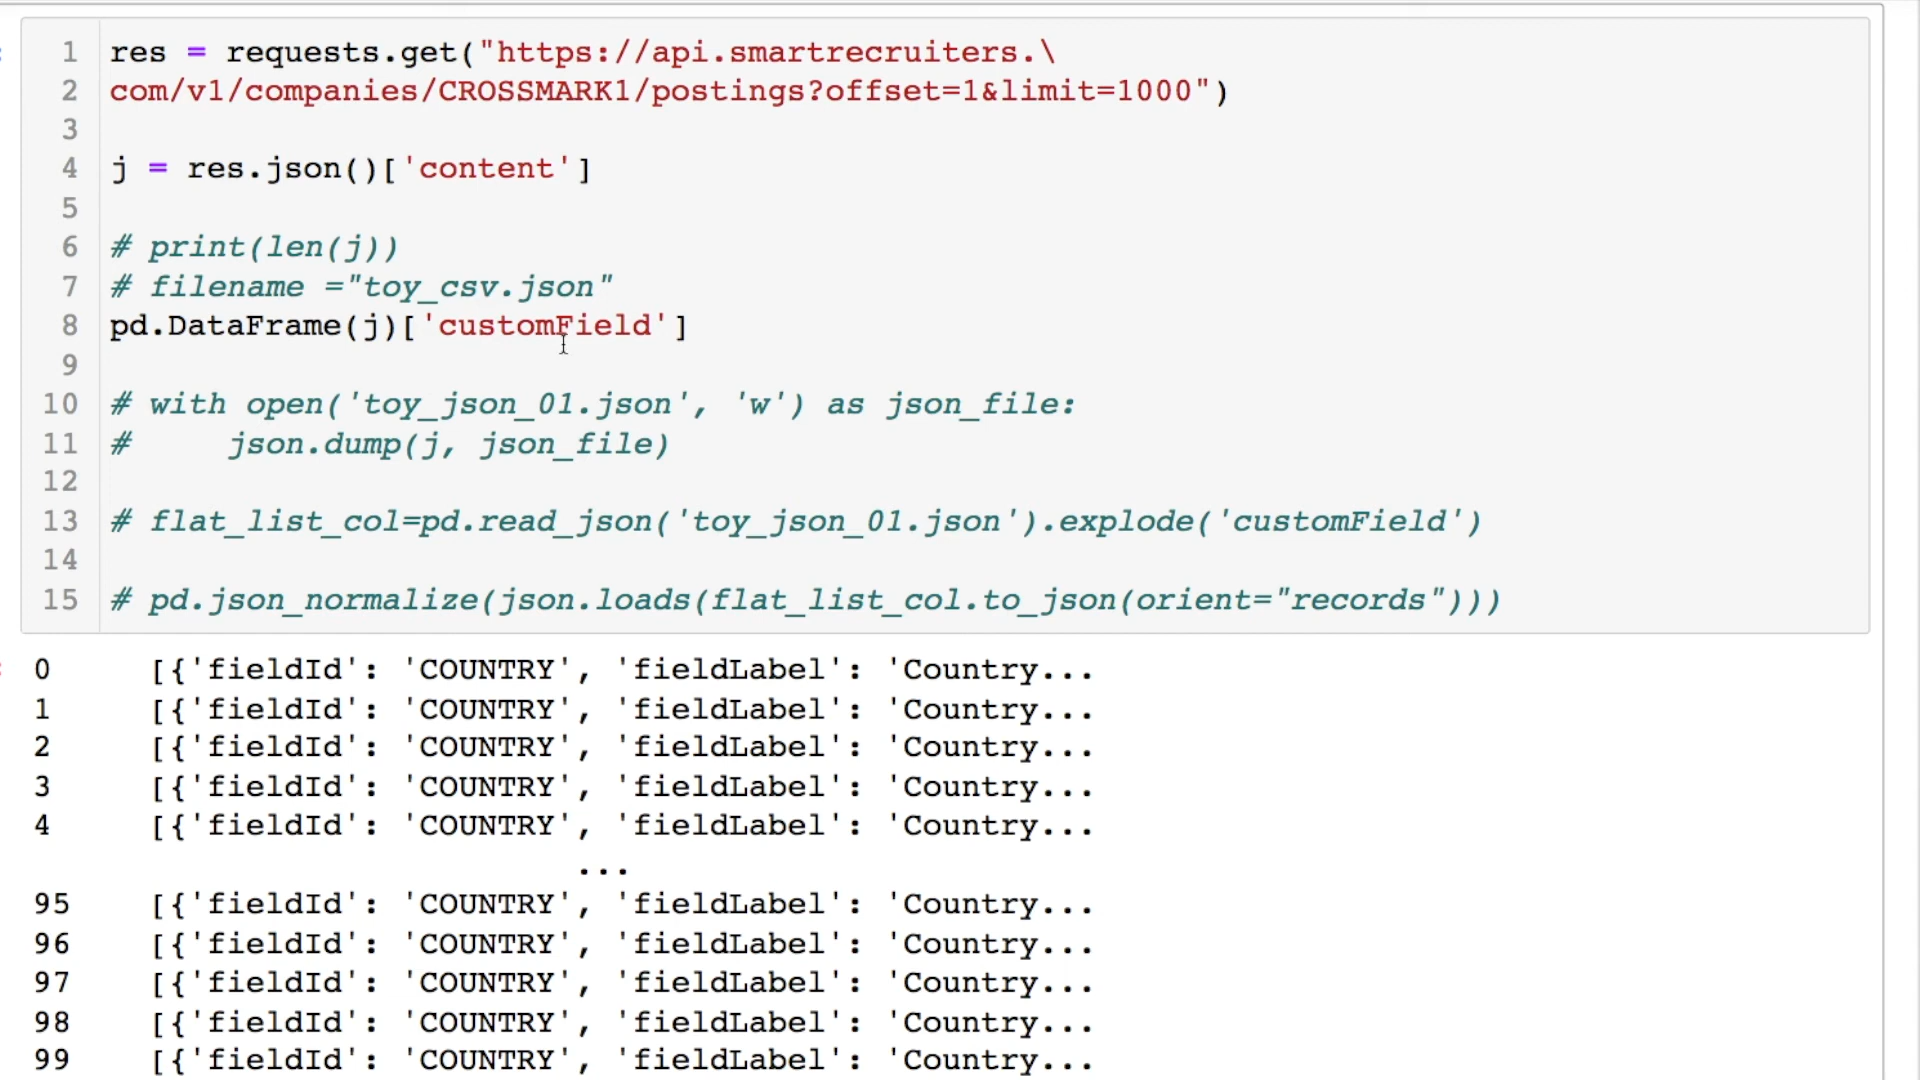 1 res = requests.get("https://api.smartrecruiters.\
2 com/v1/companies/CROSSMARK1/postings?offset=1&limit=1000")
3
4 j = res.json()['content']
5
6 # print(len(j))
7 # filename ="toy_csv.json"
8 pd.DataFrame(j)['customField']
9
10 # with open('toy_json_01.json', 'w') as json_file:
11 #     json.dump(j, json_file)
12
13 # flat_list_col=pd.read_json('toy_json_01.json').explode('customField')
14
15 # pd.json_normalize(json.loads(flat_list_col.to_json(orient="records")))
0 [{'fieldId': 'COUNTRY', 'fieldLabel': 'Country...
1 [{'fieldId': 'COUNTRY', 'fieldLabel': 'Country...
2 [{'fieldId': 'COUNTRY', 'fieldLabel': 'Country...
3 [{'fieldId': 'COUNTRY', 'fieldLabel': 'Country...
4 [{'fieldId': 'COUNTRY', 'fieldLabel': 'Country...
...
95 [{'fieldId': 'COUNTRY', 'fieldLabel': 'Country...
96 [{'fieldId': 'COUNTRY', 'fieldLabel': 'Country...
97 [{'fieldId': 'COUNTRY', 'fieldLabel': 'Country...
98 [{'fieldId': 'COUNTRY', 'fieldLabel': 'Country...
99 [{'fieldId': 'COUNTRY', 'fieldLabel': 'Country...